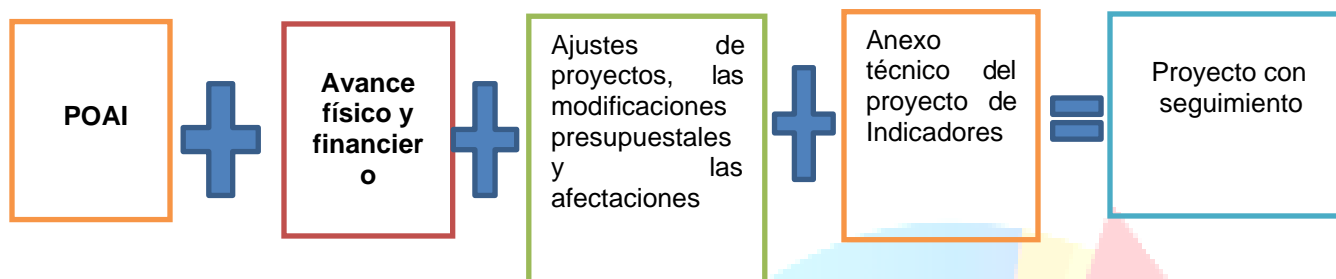 POAI
Avance
físico y
financier
o
Ajustes de
proyectos, las
modificaciones
presupuestales
y las
afectaciones
Anexo
técnico del
proyecto de
Indicadores
Proyecto con
seguimiento